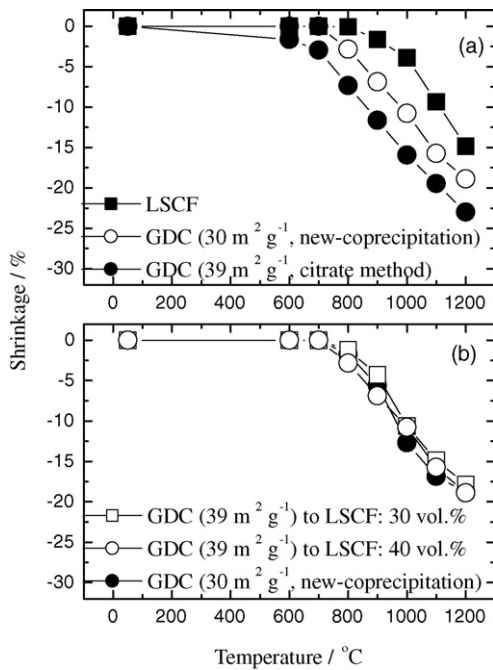 0
-5
-10
-15
-20
-25
-30
(a)
LSCF
GDC (30 m² g⁻¹, new-coprecipitation)
GDC (39 m² g⁻¹, citrate method)
0 200 400 600 800 1000 1200
Shrinkage / %
0
-5
-10
-15
-20
-25
-30
(b)
GDC (39 m² g⁻¹) to LSCF: 30 vol.%
GDC (39 m² g⁻¹) to LSCF: 40 vol.%
GDC (30 m² g⁻¹, new-coprecipitation)
0 200 400 600 800 1000 1200
Temperature / °C